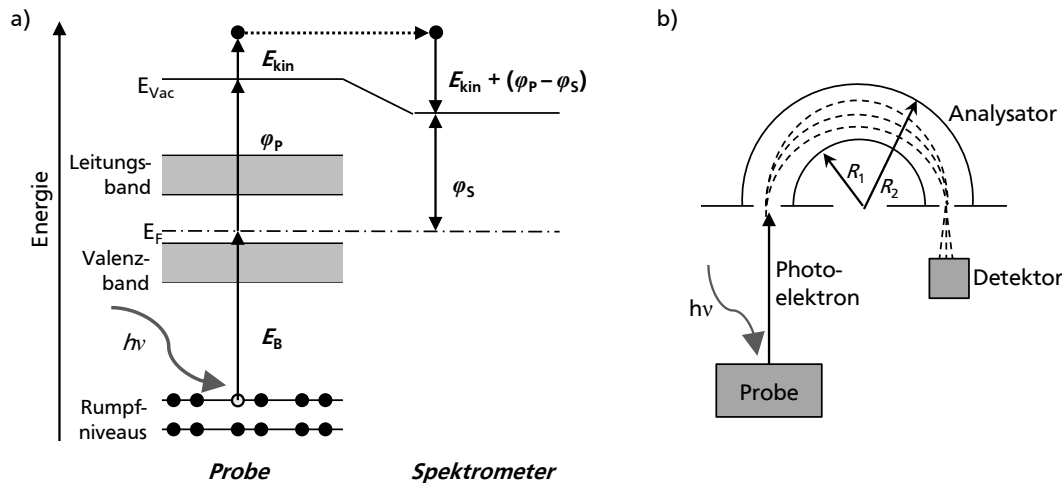 a)
Energie
E_kin
E_Vac
E_kin + (φ_P – φ_S)
φ_P
Leitungs-
band
φ_S
E_F
Valenz-
band
hν
E_B
Rumpf-
niveaus
Probe
Spektrometer
b)
Analysator
R_1
R_2
Photo-
elektron
Detektor
hν
Probe